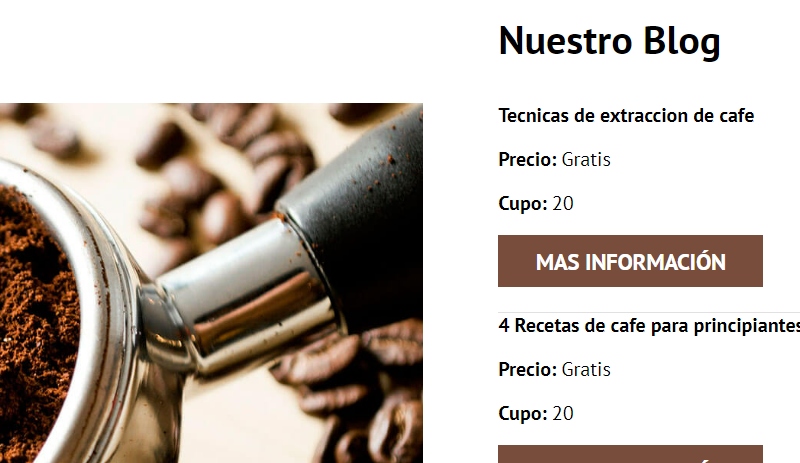 Nuestro Blog
Tecnicas de extraccion de cafe
Precio: Gratis
Cupo: 20
MAS INFORMACIÓN
4 Recetas de cafe para principiantes
Precio: Gratis
Cupo: 20